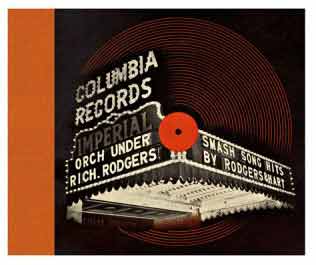 COLUMBIA
RECORDS
IMPERIAL
ORCH UNDER
RICH. RODGERS
SMASH SONG HITS
BY RODGERS & HART